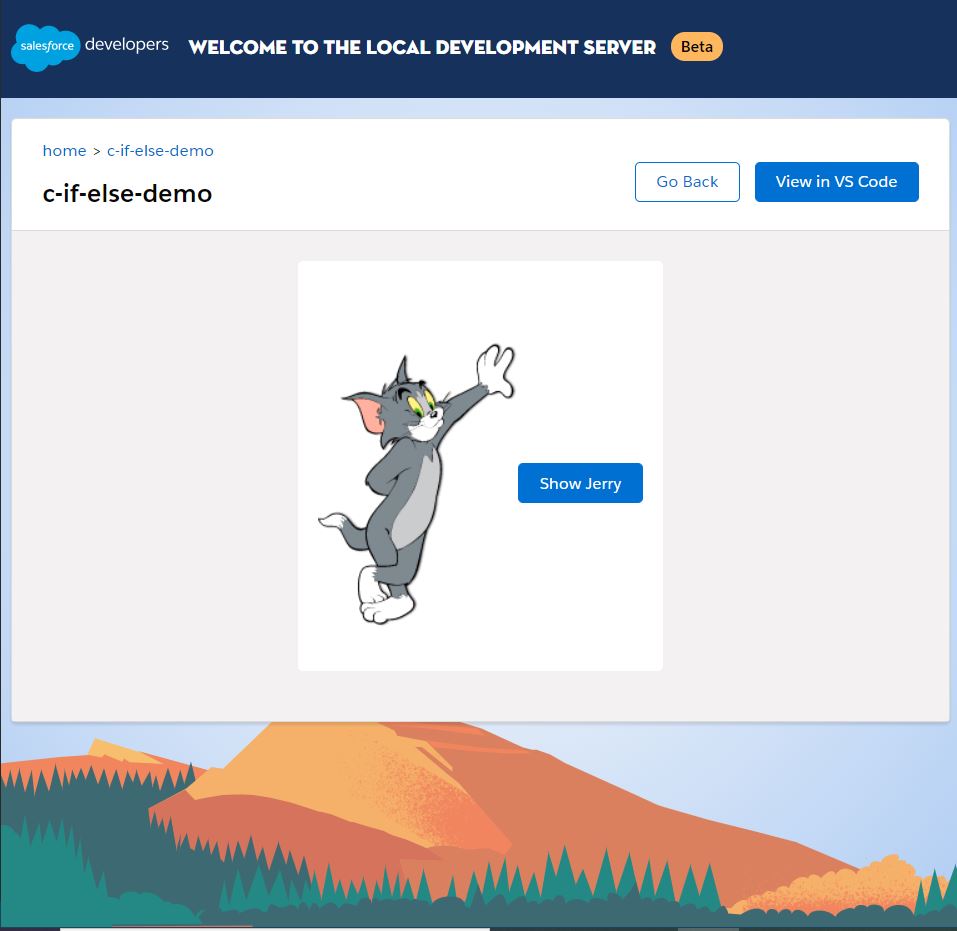 salesforce developers WELCOME TO THE LOCAL DEVELOPMENT SERVER Beta
home > c-if-else-demo
c-if-else-demo
Go Back View in VS Code
Show Jerry